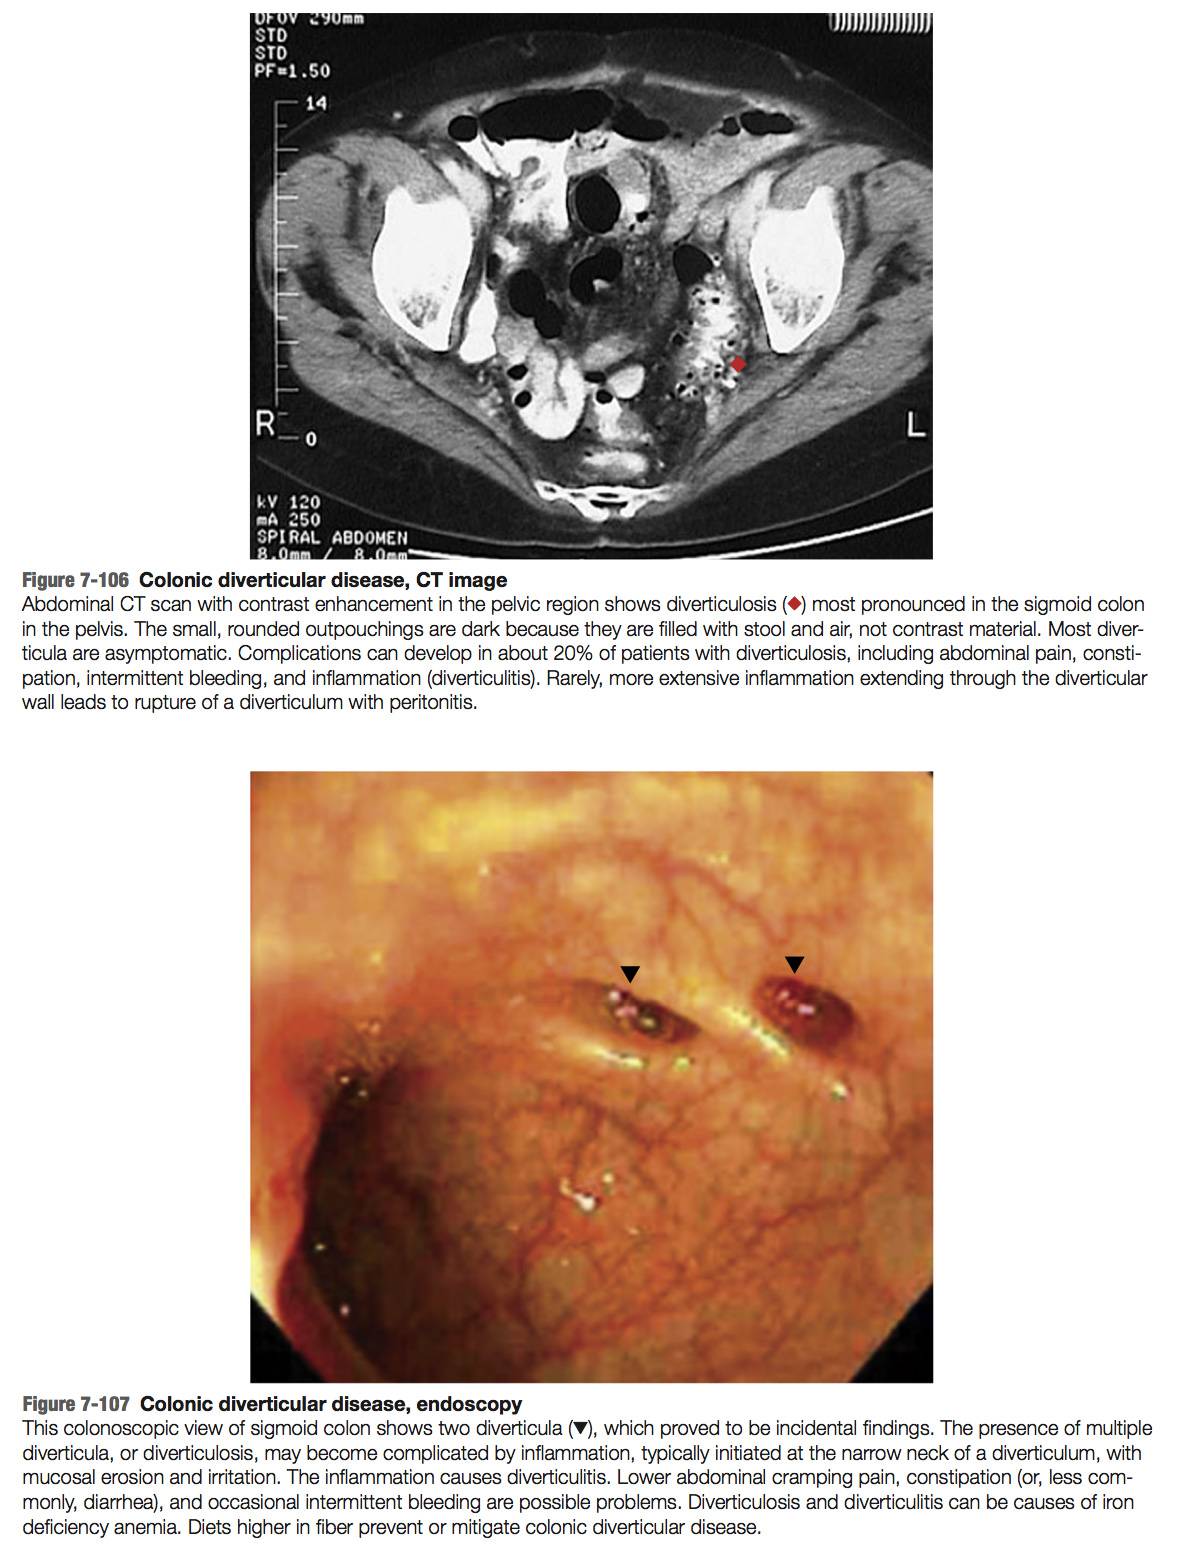 DFOV 290mm
STD
STD
PF=1.50
14
R
0
L
kV 120
mA 250
SPIRAL ABDOMEN
8.0mm / 8.0mm
Figure 7-106 Colonic diverticular disease, CT image
Abdominal CT scan with contrast enhancement in the pelvic region shows diverticulosis (◆) most pronounced in the sigmoid colon
in the pelvis. The small, rounded outpouchings are dark because they are filled with stool and air, not contrast material. Most diver-
ticula are asymptomatic. Complications can develop in about 20% of patients with diverticulosis, including abdominal pain, consti-
pation, intermittent bleeding, and inflammation (diverticulitis). Rarely, more extensive inflammation extending through the diverticular
wall leads to rupture of a diverticulum with peritonitis.
Figure 7-107 Colonic diverticular disease, endoscopy
This colonoscopic view of sigmoid colon shows two diverticula (▼), which proved to be incidental findings. The presence of multiple
diverticula, or diverticulosis, may become complicated by inflammation, typically initiated at the narrow neck of a diverticulum, with
mucosal erosion and irritation. The inflammation causes diverticulitis. Lower abdominal cramping pain, constipation (or, less com-
monly, diarrhea), and occasional intermittent bleeding are possible problems. Diverticulosis and diverticulitis can be causes of iron
deficiency anemia. Diets higher in fiber prevent or mitigate colonic diverticular disease.